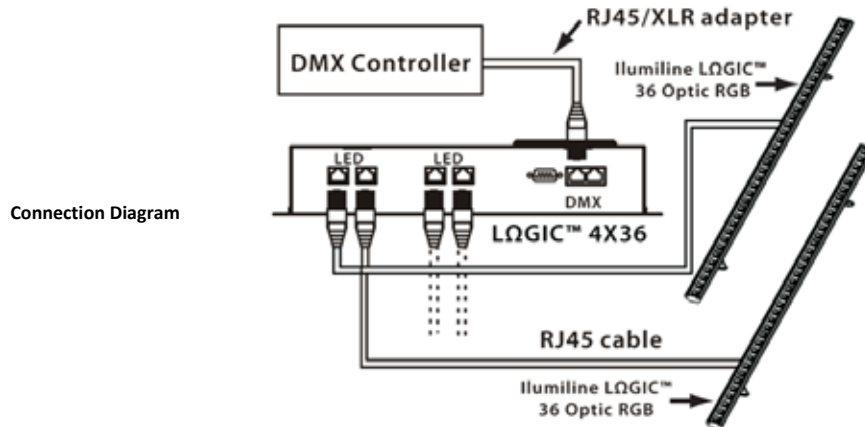 RJ45/XLR adapter
DMX Controller
Ilumiline LΩGIC™
36 Optic RGB
LED
LED
DMX
Connection Diagram
LΩGIC™ 4X36
RJ45 cable
Ilumiline LΩGIC™
36 Optic RGB